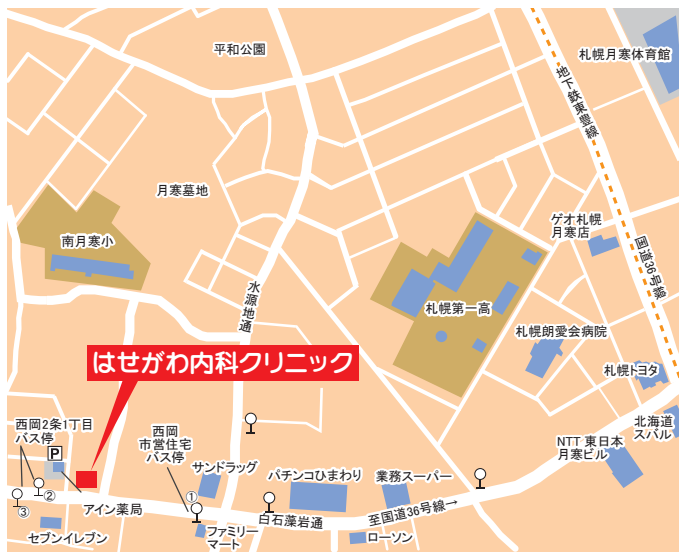 平和公園
札幌月寒体育館
地下鉄東豊線
月寒墓地
ゲオ札幌
月寒店
南月寒小
国道36号線
水源地通
札幌第一高
札幌朗愛会病院
はせがわ内科クリニック
札幌トヨタ
西岡2条1丁目
バス停
西岡
市営住宅
バス停
北海道
スバル
NTT 東日本
月寒ビル
P
サンドラッグ
パチンコひまわり
業務スーパー
②
①
③
アイン薬局
白石藻岩通
至国道36号線→
セブンイレブン
ファミリー
マート
ローソン